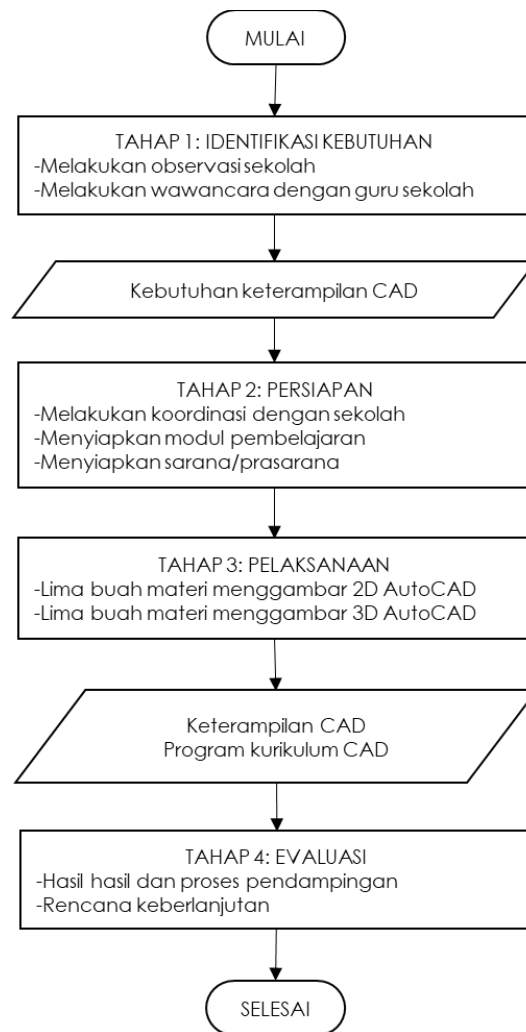 MULAI
TAHAP 1: IDENTIFIKASI KEBUTUHAN
-Melakukan observasi sekolah
-Melakukan wawancara dengan guru sekolah
Kebutuhan keterampilan CAD
TAHAP 2: PERSIAPAN
-Melakukan koordinasi dengan sekolah
-Menyiapkan modul pembelajaran
-Menyiapkan sarana/prasarana
TAHAP 3: PELAKSANAAN
-Lima buah materi menggambar 2D AutoCAD
-Lima buah materi menggambar 3D AutoCAD
Keterampilan CAD
Program kurikulum CAD
TAHAP 4: EVALUASI
-Hasil hasil dan proses pendampingan
-Rencana keberlanjutan
SELESAI